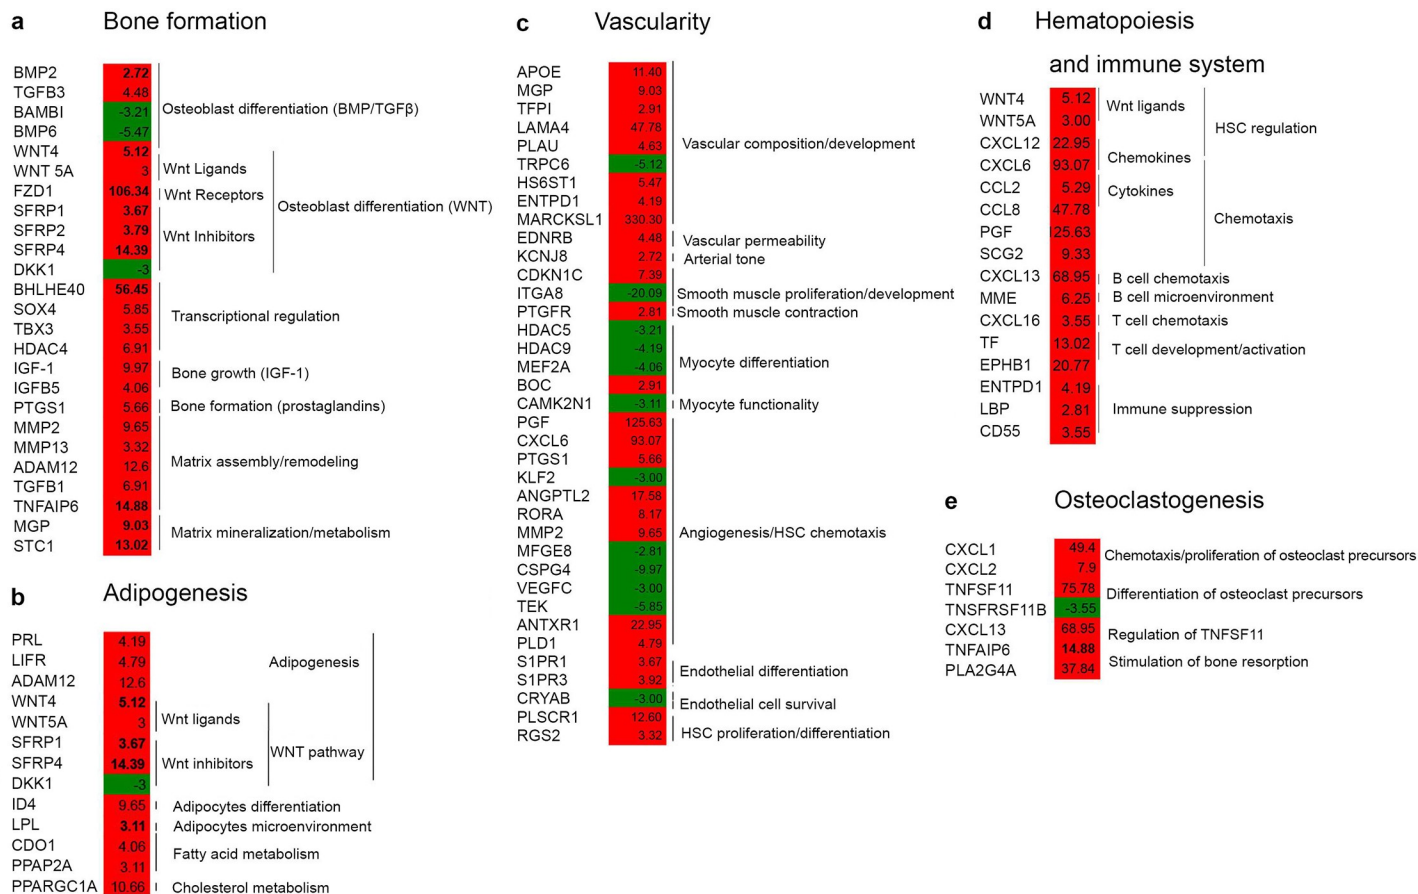 a Bone formation
BMP2 2.72
TGFB3 4.48
BAMBI -3.21
BMP6 -5.47
Osteoblast differentiation (BMP/TGFβ)
WNT4 5.12
WNT 5A 3
Wnt Ligands
FZD1 106.34
Wnt Receptors
SFRP1 3.67
SFRP2 3.79
SFRP4 14.39
DKK1 -3
Wnt Inhibitors
Osteoblast differentiation (WNT)
BHLHE40 56.45
SOX4 5.85
TBX3 3.55
HDAC4 6.91
Transcriptional regulation
IGF-1 9.97
IGFB5 4.06
Bone growth (IGF-1)
PTGS1 5.66
Bone formation (prostaglandins)
MMP2 9.65
MMP13 3.32
ADAM12 12.6
TGFB1 6.91
TNFAIP6 14.88
Matrix assembly/remodeling
MGP 9.03
STC1 13.02
Matrix mineralization/metabolism
b Adipogenesis
PRL 4.19
LIFR 4.79
ADAM12 12.6
Adipogenesis
WNT4 5.12
WNT5A 3
Wnt ligands
SFRP1 3.67
SFRP4 14.39
DKK1 -3
Wnt inhibitors
WNT pathway
ID4 9.65 Adipocytes differentiation
LPL 3.11 Adipocytes microenvironment
CDO1 4.06
PPAP2A 3.11
Fatty acid metabolism
PPARGC1A 10.66 Cholesterol metabolism
c Vascularity
APOE 11.40
MGP 9.03
TFPI 2.91
LAMA4 47.78
PLAU 4.63
TRPC6 -5.12
HS6ST1 5.47
ENTPD1 4.19
MARCKSL1 330.30
Vascular composition/development
EDNRB 4.48 Vascular permeability
KCNJ8 2.72 Arterial tone
CDKN1C 7.39
ITGA8 -20.09
Smooth muscle proliferation/development
PTGFR 2.81 Smooth muscle contraction
HDAC5 -3.21
HDAC9 -4.19
MEF2A -4.06
BOC 2.91
Myocyte differentiation
CAMK2N1 -3.11 Myocyte functionality
PGF 125.63
CXCL6 93.07
PTGS1 5.66
KLF2 -3.00
ANGPTL2 17.58
RORA 8.17
MMP2 9.65
MFGE8 -2.81
CSPG4 -9.97
VEGFC -3.00
TEK -5.85
ANTXR1 22.95
PLD1 4.79
Angiogenesis/HSC chemotaxis
S1PR1 3.67
S1PR3 3.92
Endothelial differentiation
CRYAB -3.00 Endothelial cell survival
PLSCR1 12.60
RGS2 3.32
HSC proliferation/differentiation
d Hematopoiesis
and immune system
WNT4 5.12
WNT5A 3.00
Wnt ligands
CXCL12 22.95
CXCL6 93.07
Chemokines
HSC regulation
CCL2 5.29
Cytokines
CCL8 47.78
PGF 125.63
SCG2 9.33
Chemotaxis
CXCL13 68.95 B cell chemotaxis
MME 6.25 B cell microenvironment
CXCL16 3.55 T cell chemotaxis
TF 13.02
EPHB1 20.77
T cell development/activation
ENTPD1 4.19
LBP 2.81
CD55 3.55
Immune suppression
e Osteoclastogenesis
CXCL1 49.4
CXCL2 7.9
Chemotaxis/proliferation of osteoclast precursors
TNFSF11 75.78
TNSFRSF11B -3.55
Differentiation of osteoclast precursors
CXCL13 68.95
Regulation of TNFSF11
TNFAIP6 14.88
PLA2G4A 37.84
Stimulation of bone resorption